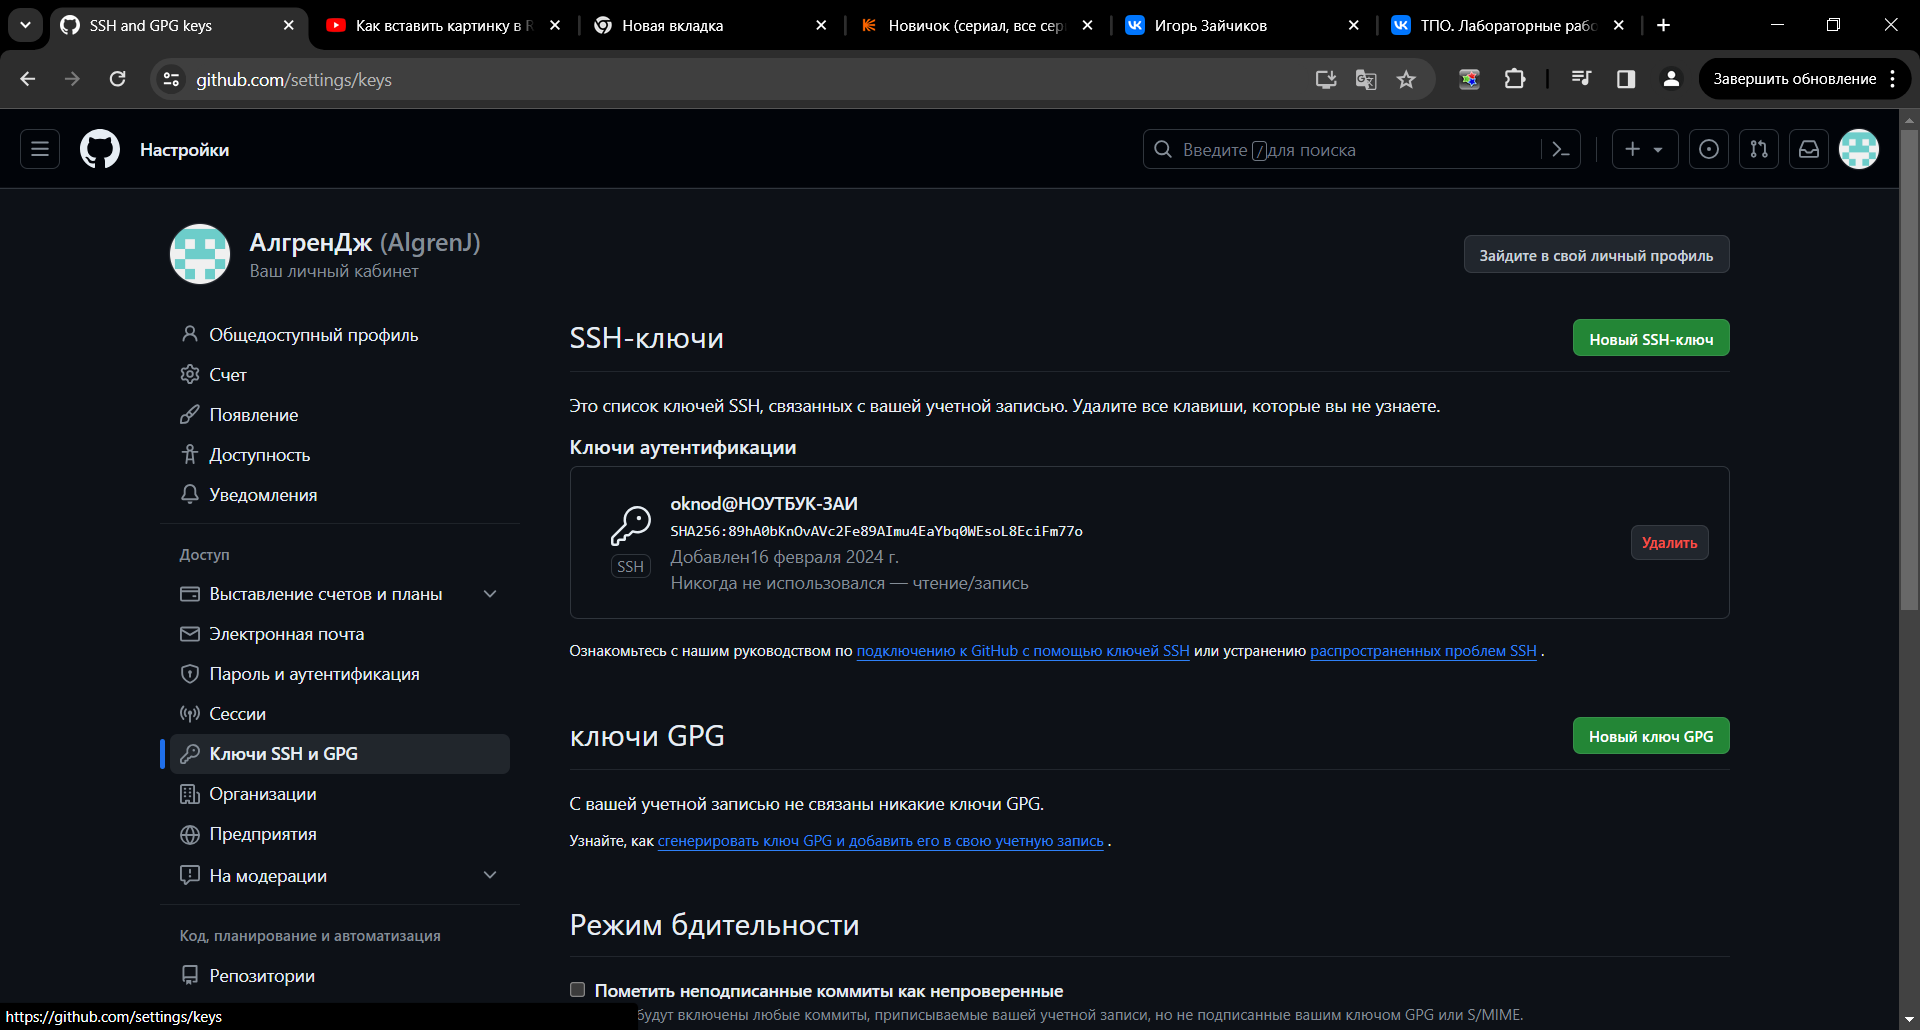 SSH and GPG keys
Как вставить картинку в R
Новая вкладка
Новичок (сериал, все сер
Игорь Зайчиков
ТПО. Лабораторные рабо
github.com/settings/keys
Завершить обновление
Настройки
Введите / для поиска
АлгренДж (AlgrenJ)
Ваш личный кабинет
Зайдите в свой личный профиль
Общедоступный профиль
Счет
Появление
Доступность
Уведомления
Доступ
Выставление счетов и планы
Электронная почта
Пароль и аутентификация
Сессии
Ключи SSH и GPG
Организации
Предприятия
На модерации
Код, планирование и автоматизация
Репозитории
SSH-ключи
Новый SSH-ключ
Это список ключей SSH, связанных с вашей учетной записью. Удалите все клавиши, которые вы не узнаете.
Ключи аутентификации
oknod@НОУТБУК-ЗАИ
SHA256:89hA0bKnOvAVc2Fe89AImu4EaYbq0WEsoL8EciFm77o
Добавлен16 февраля 2024 г.
Никогда не использовался — чтение/запись
SSH
Удалить
Ознакомьтесь с нашим руководством по подключению к GitHub с помощью ключей SSH или устранению распространенных проблем SSH .
ключи GPG
Новый ключ GPG
С вашей учетной записью не связаны никакие ключи GPG.
Узнайте, как сгенерировать ключ GPG и добавить его в свою учетную запись .
Режим бдительности
Пометить неподписанные коммиты как непроверенные
будут включены любые коммиты, приписываемые вашей учетной записи, но не подписанные вашим ключом GPG или S/MIME.
https://github.com/settings/keys